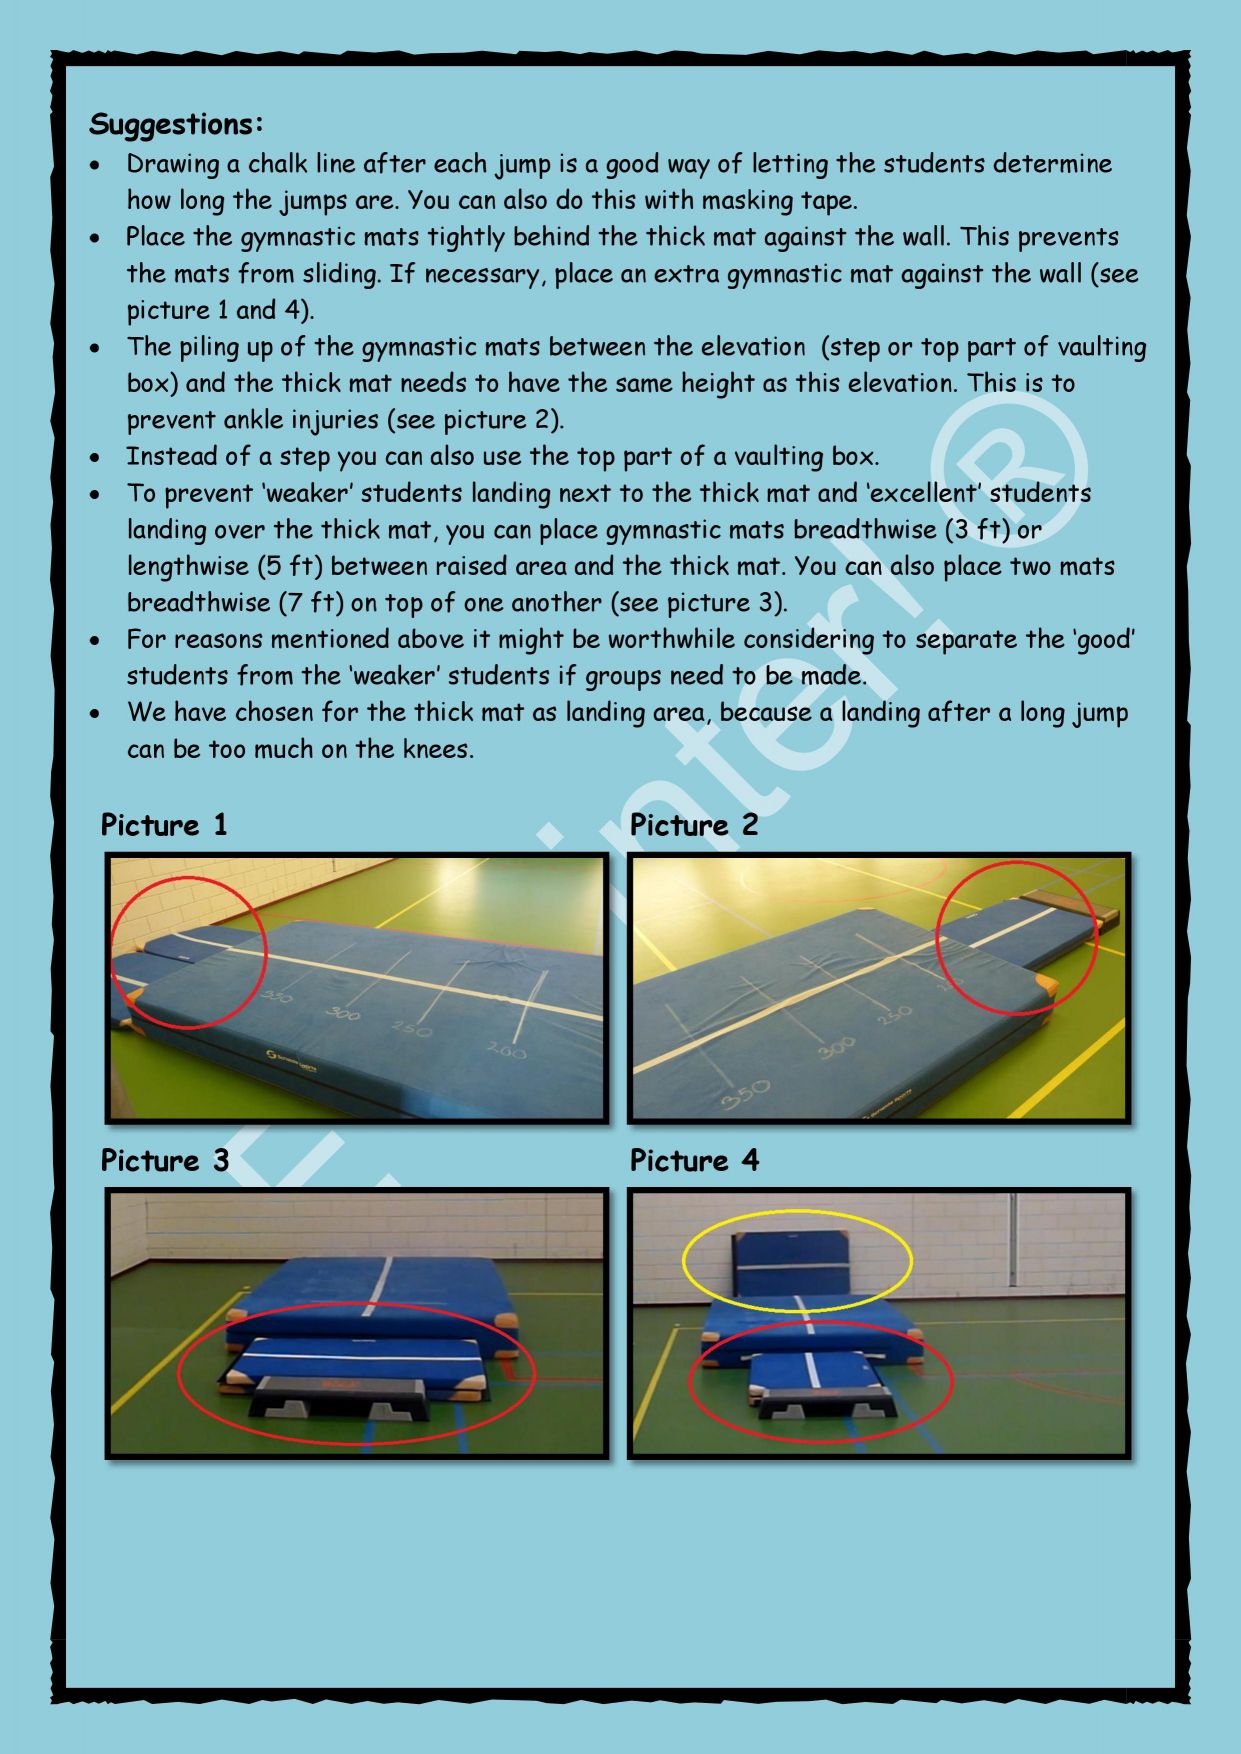 Suggestions:
• Drawing a chalk line after each jump is a good way of letting the students determine
how long the jumps are. You can also do this with masking tape.
• Place the gymnastic mats tightly behind the thick mat against the wall. This prevents
the mats from sliding. If necessary, place an extra gymnastic mat against the wall (see
picture 1 and 4).
• The piling up of the gymnastic mats between the elevation  (step or top part of vaulting
box) and the thick mat needs to have the same height as this elevation. This is to
prevent ankle injuries (see picture 2).
• Instead of a step you can also use the top part of a vaulting box.
• To prevent ‘weaker’ students landing next to the thick mat and ‘excellent’ students
landing over the thick mat, you can place gymnastic mats breadthwise (3 ft) or
lengthwise (5 ft) between raised area and the thick mat. You can also place two mats
breadthwise (7 ft) on top of one another (see picture 3).
• For reasons mentioned above it might be worthwhile considering to separate the ‘good’
students from the ‘weaker’ students if groups need to be made.
• We have chosen for the thick mat as landing area, because a landing after a long jump
can be too much on the knees.
Picture 1
Picture 2
350
300
250
200
250
300
350
Picture 3
Picture 4
®